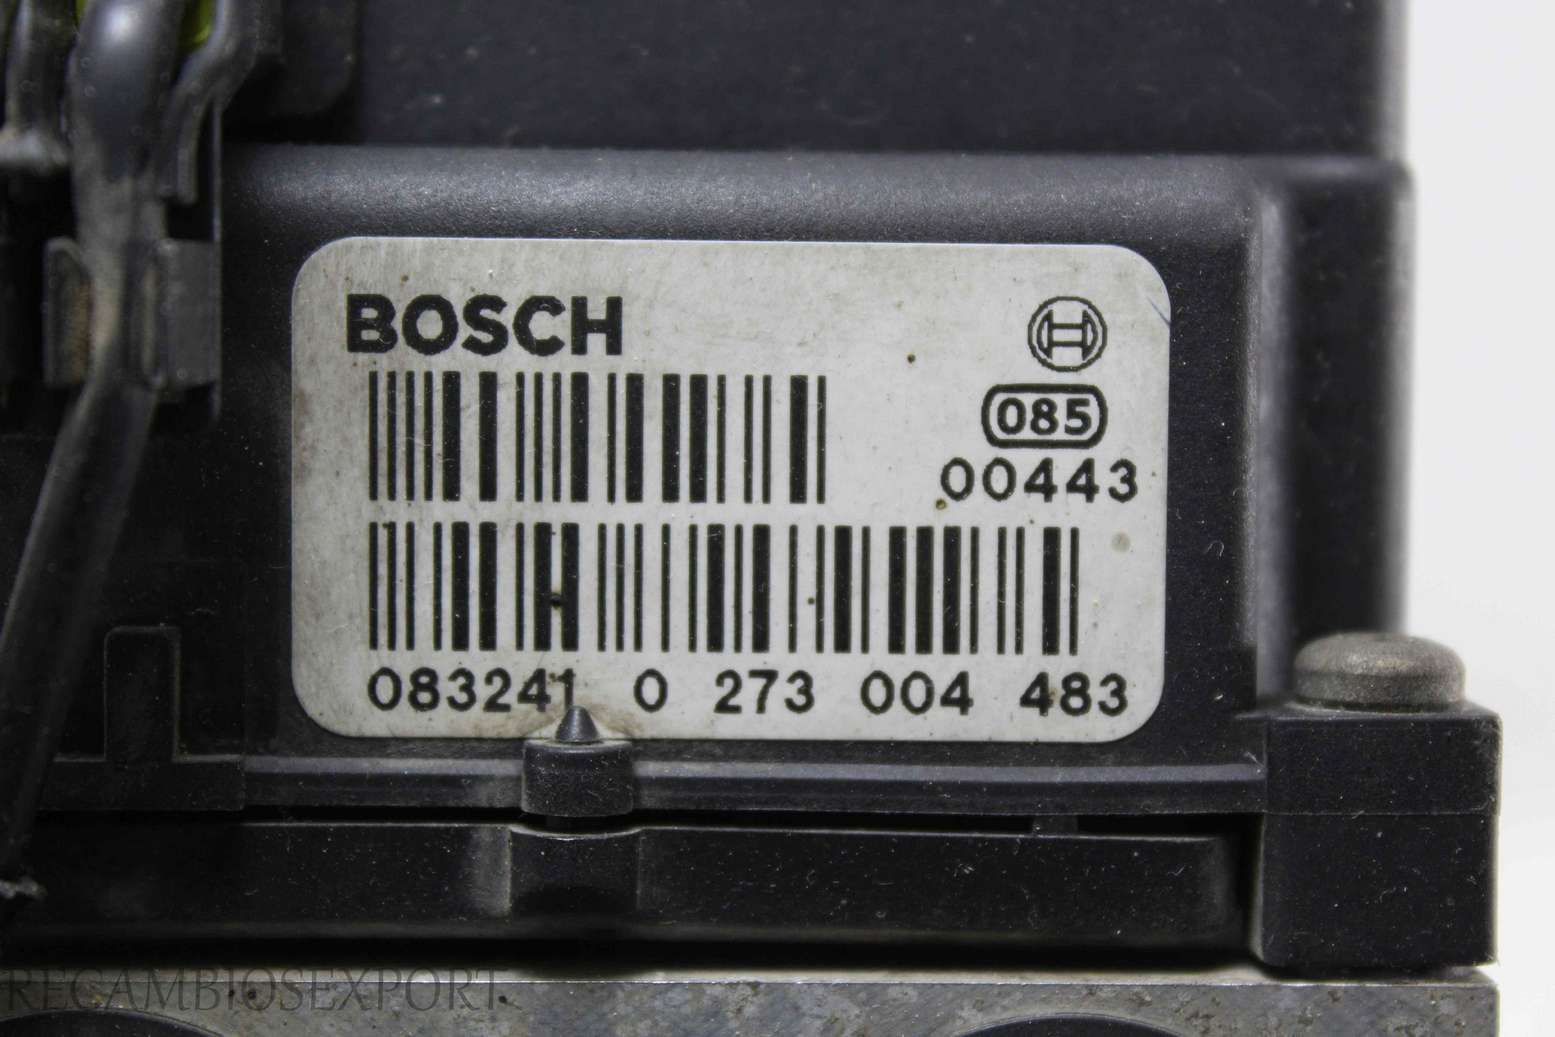 BOSCH
085
00443
083241 0 273 004 483
RECAMBIOSEXPORT